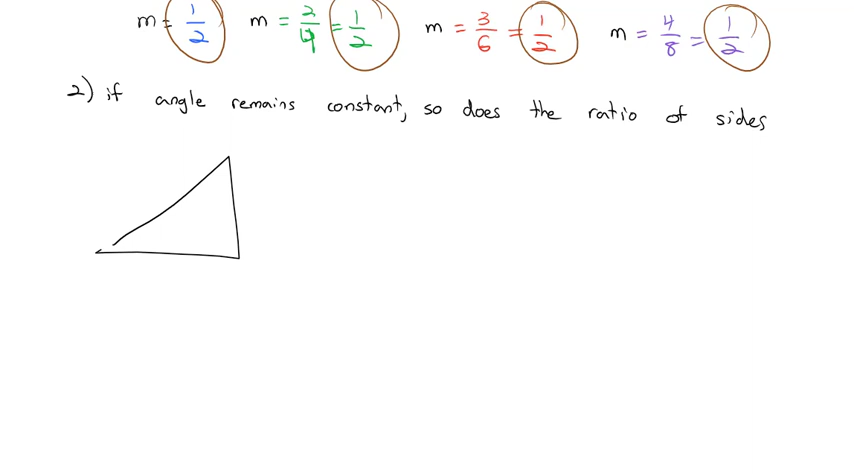 m = 1/2 m = 2/4 = 1/2 m = 3/6 = 1/2 m = 4/8 = 1/2
2) if angle remains constant, so does the ratio of sides